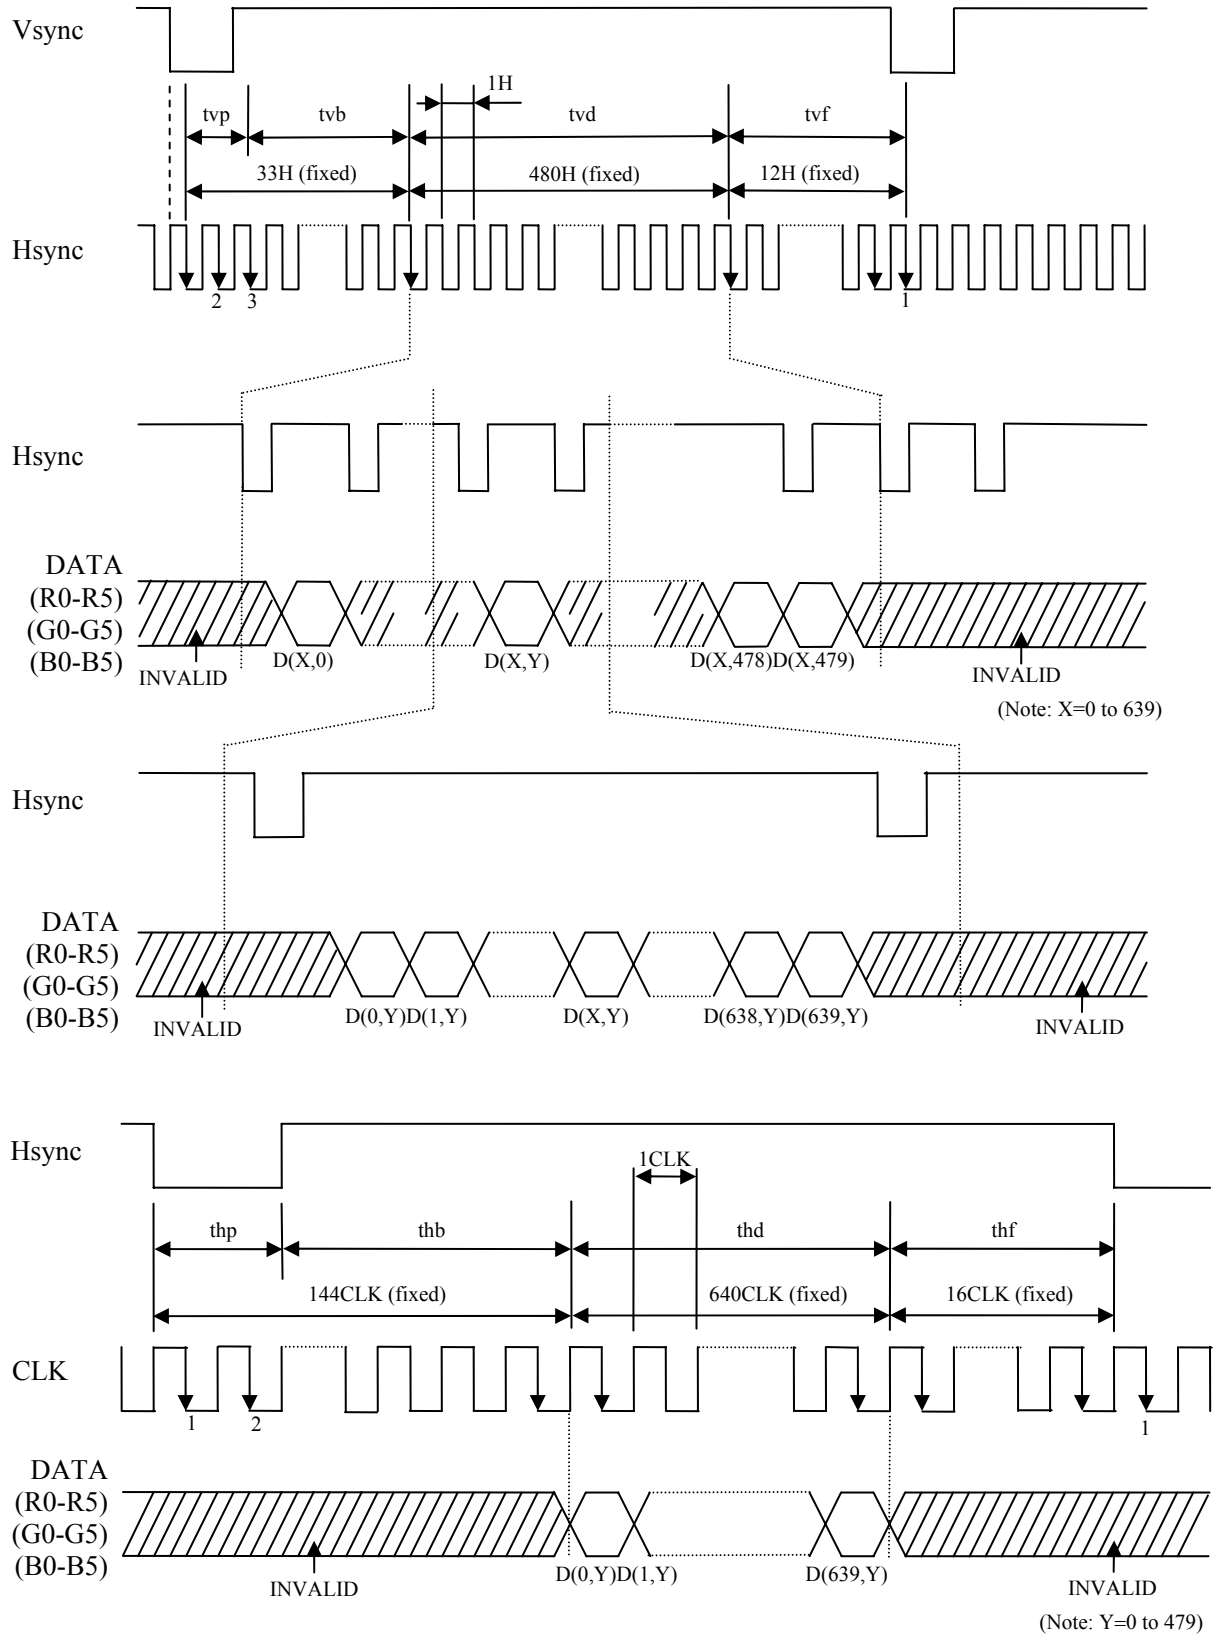 Vsync
1H
tvp tvb tvd tvf
33H (fixed) 480H (fixed) 12H (fixed)
Hsync
2 3 1
Hsync
DATA
(R0-R5)
(G0-G5)
(B0-B5)
D(X,0) D(X,Y) D(X,478)D(X,479)
INVALID INVALID
(Note: X=0 to 639)
Hsync
DATA
(R0-R5)
(G0-G5)
(B0-B5)
D(0,Y)D(1,Y) D(X,Y) D(638,Y)D(639,Y)
INVALID INVALID
Hsync
1CLK
thp thb thd thf
144CLK (fixed) 640CLK (fixed) 16CLK (fixed)
CLK
1 2 1
DATA
(R0-R5)
(G0-G5)
(B0-B5)
D(0,Y)D(1,Y) D(639,Y)
INVALID INVALID
(Note: Y=0 to 479)